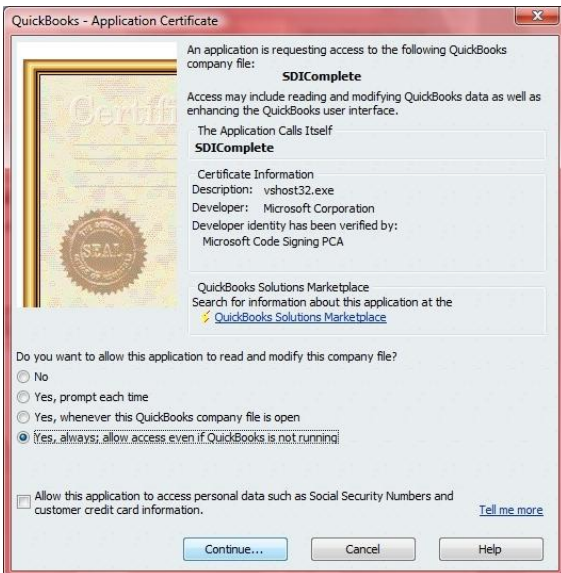 QuickBooks - Application Certificate
An application is requesting access to the following QuickBooks
company file:
SDIComplete
Access may include reading and modifying QuickBooks data as well as
enhancing the QuickBooks user interface.
The Application Calls Itself
SDIComplete
Certificate Information
Description: vshost32.exe
Developer: Microsoft Corporation
Developer identity has been verified by:
Microsoft Code Signing PCA
QuickBooks Solutions Marketplace
Search for information about this application at the
QuickBooks Solutions Marketplace
Certifi
SEAL
Do you want to allow this application to read and modify this company file?
No
Yes, prompt each time
Yes, whenever this QuickBooks company file is open
Yes, always; allow access even if QuickBooks is not running
Allow this application to access personal data such as Social Security Numbers and
customer credit card information.
Tell me more
Continue...
Cancel
Help